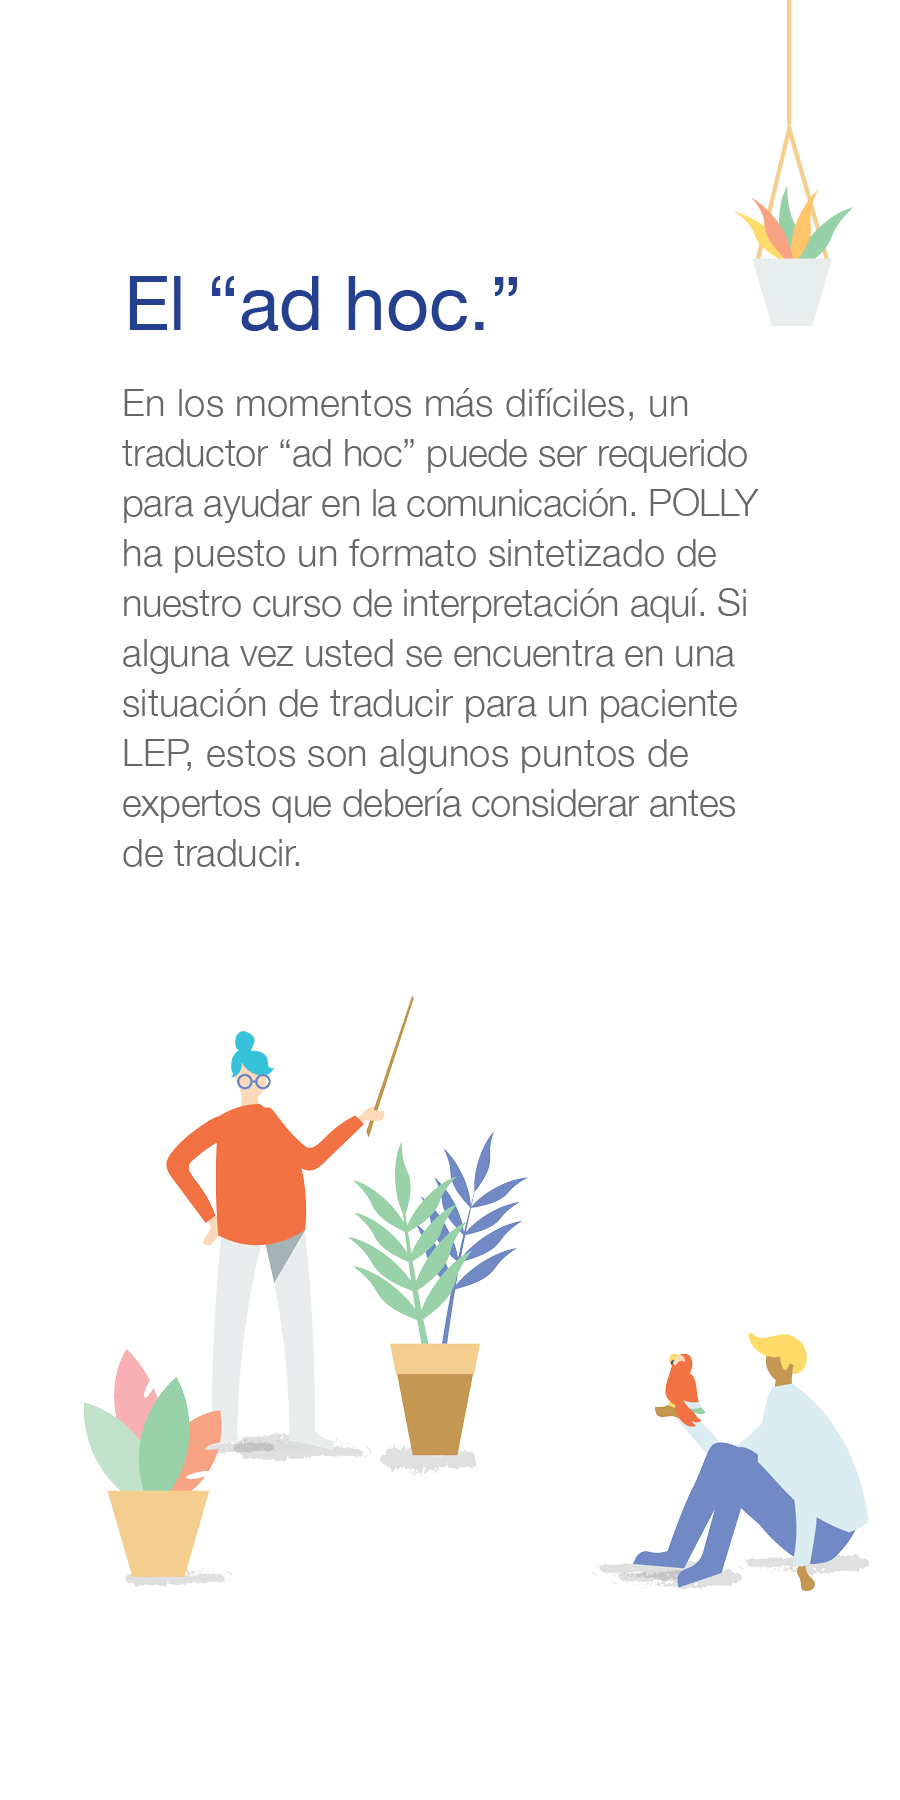 El “ad hoc.”
En los momentos más difíciles, un
traductor “ad hoc” puede ser requerido
para ayudar en la comunicación. POLLY
ha puesto un formato sintetizado de
nuestro curso de interpretación aquí. Si
alguna vez usted se encuentra en una
situación de traducir para un paciente
LEP, estos son algunos puntos de
expertos que debería considerar antes
de traducir.